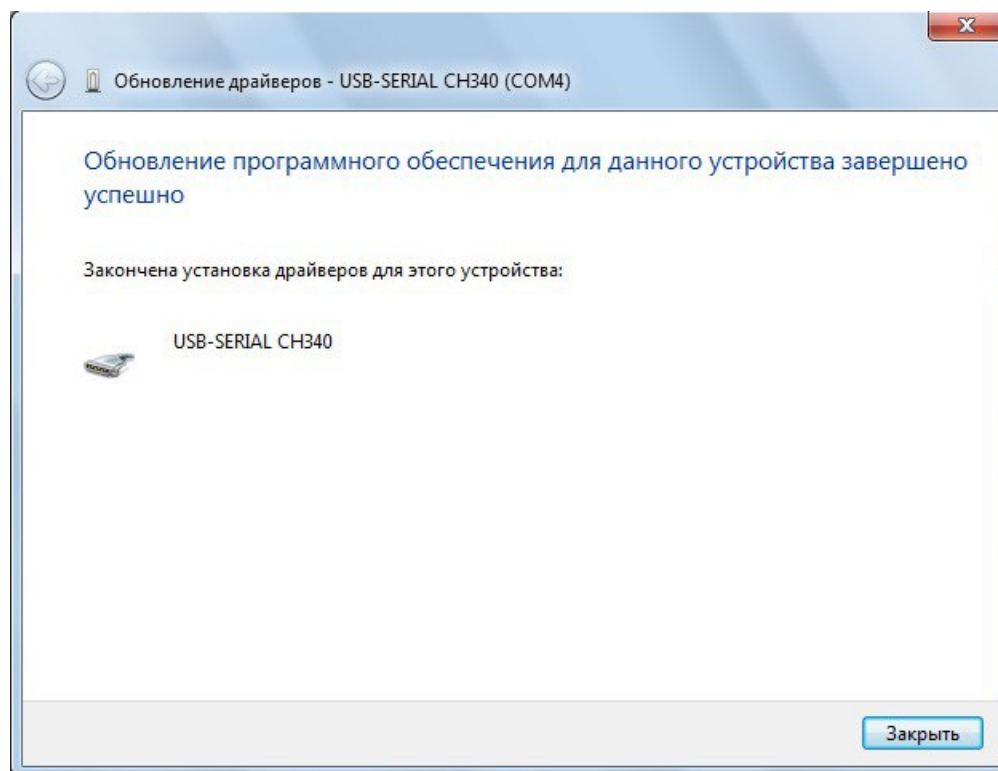 Обновление драйверов - USB-SERIAL CH340 (COM4)
Обновление программного обеспечения для данного устройства завершено
успешно
Закончена установка драйверов для этого устройства:
USB-SERIAL CH340
Закрыть